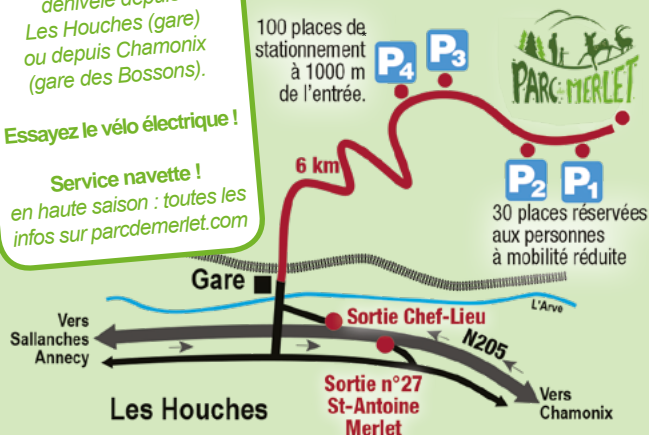 dénivelé depuis
Les Houches (gare)
ou depuis Chamonix
(gare des Bossons).
Essayez le vélo électrique !
Service navette !
en haute saison : toutes les
infos sur parcdemerlet.com
100 places de
stationnement
à 1000 m
de l'entrée.
P4
P3
PARC DE MERLET
6 km
P2
P1
30 places réservées
aux personnes
à mobilité réduite
Gare
L'Arve
Vers
Sallanches
Annecy
Sortie Chef-Lieu
N205
Sortie n°27
St-Antoine
Merlet
Vers
Chamonix
Les Houches